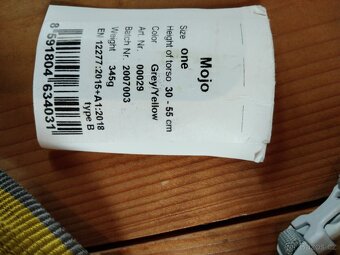 Mojo
Size one
Height of torso 30 - 55 cm
Color Grey/Yellow
Art. Nr. 00029
Batch Nr. 2007003
Weight 345g
EN 12277:2015+A1:2018
type B
8 591804 634031